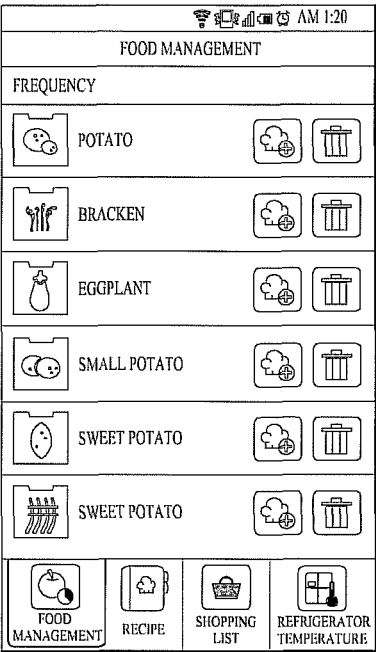 AM 1:20
FOOD MANAGEMENT
FREQUENCY
POTATO
BRACKEN
EGGPLANT
SMALL POTATO
SWEET POTATO
SWEET POTATO
FOOD
MANAGEMENT
RECIPE
SHOPPING
LIST
REFRIGERATOR
TEMPERATURE